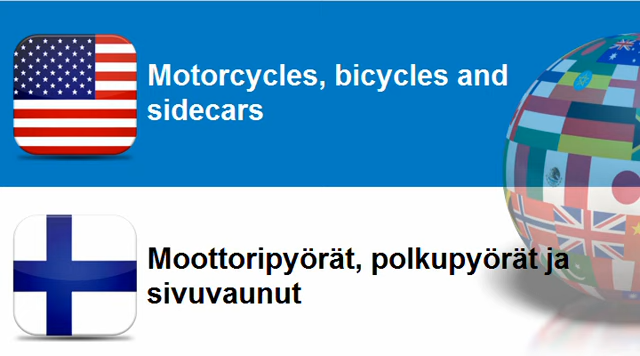 Motorcycles, bicycles and
sidecars
Moottoripyörät, polkupyörät ja
sivuvaunut